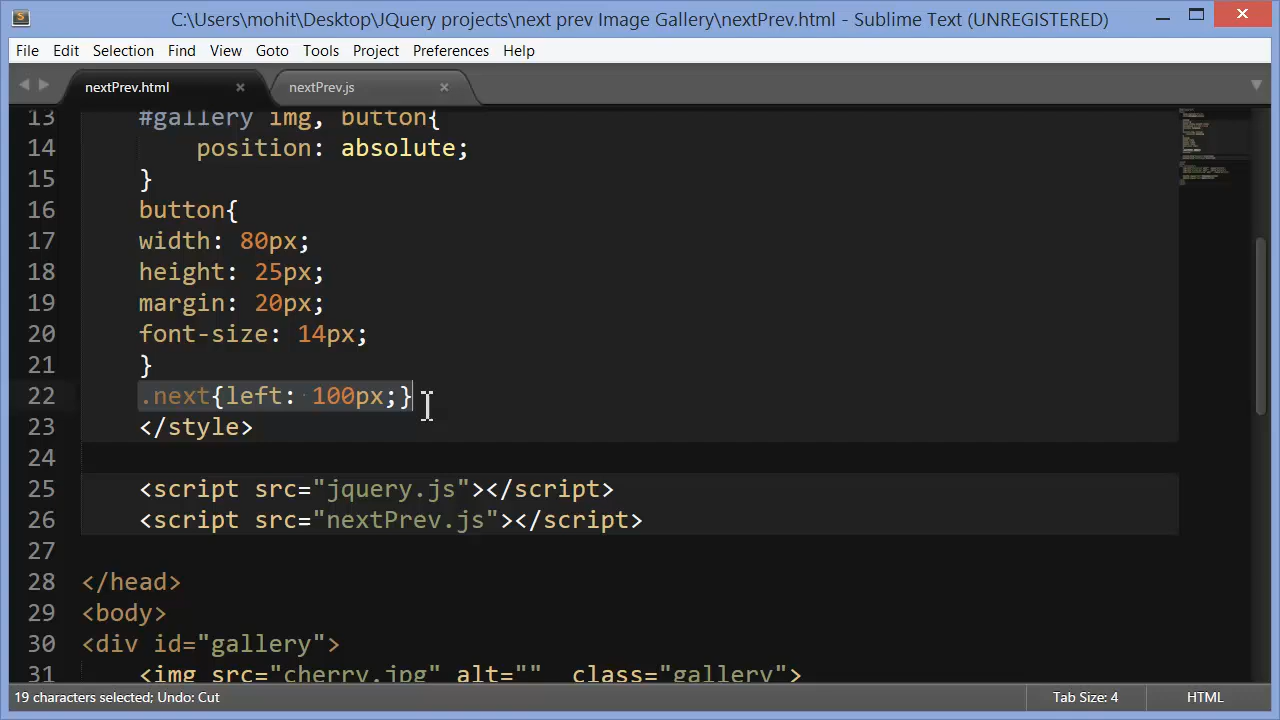 C:\Users\mohit\Desktop\JQuery projects\next prev Image Gallery\nextPrev.html - Sublime Text (UNREGISTERED)
File Edit Selection Find View Goto Tools Project Preferences Help
nextPrev.html × nextPrev.js ×
13 #gallery img, button{
14 position: absolute;
15 }
16 button{
17 width: 80px;
18 height: 25px;
19 margin: 20px;
20 font-size: 14px;
21 }
22 .next{left: 100px;}
23 </style>
24
25 <script src="jquery.js"></script>
26 <script src="nextPrev.js"></script>
27
28 </head>
29 <body>
30 <div id="gallery">
31 <img src="cherry.jpg" alt="" class="gallery">
19 characters selected; Undo: Cut Tab Size: 4 HTML